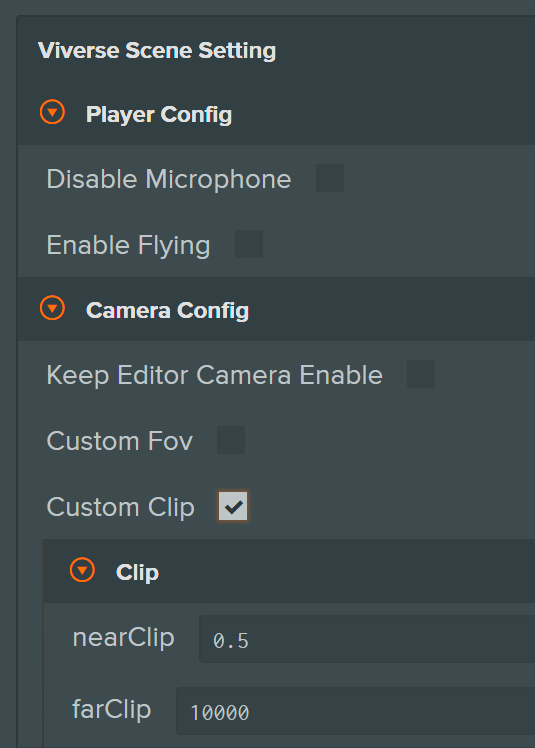 Viverse Scene Setting
Player Config
Disable Microphone
Enable Flying
Camera Config
Keep Editor Camera Enable
Custom Fov
Custom Clip
Clip
nearClip 0.5
farClip 10000